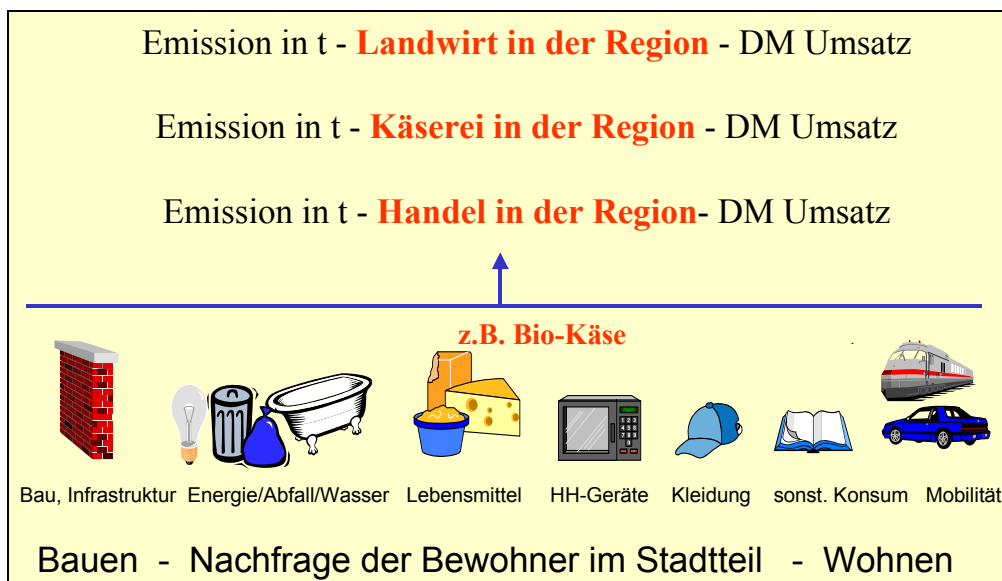 Emission in t - Landwirt in der Region - DM Umsatz
Emission in t - Käserei in der Region - DM Umsatz
Emission in t - Handel in der Region- DM Umsatz
z.B. Bio-Käse
Bau, Infrastruktur Energie/Abfall/Wasser Lebensmittel HH-Geräte Kleidung sonst. Konsum Mobilität
Bauen - Nachfrage der Bewohner im Stadtteil - Wohnen